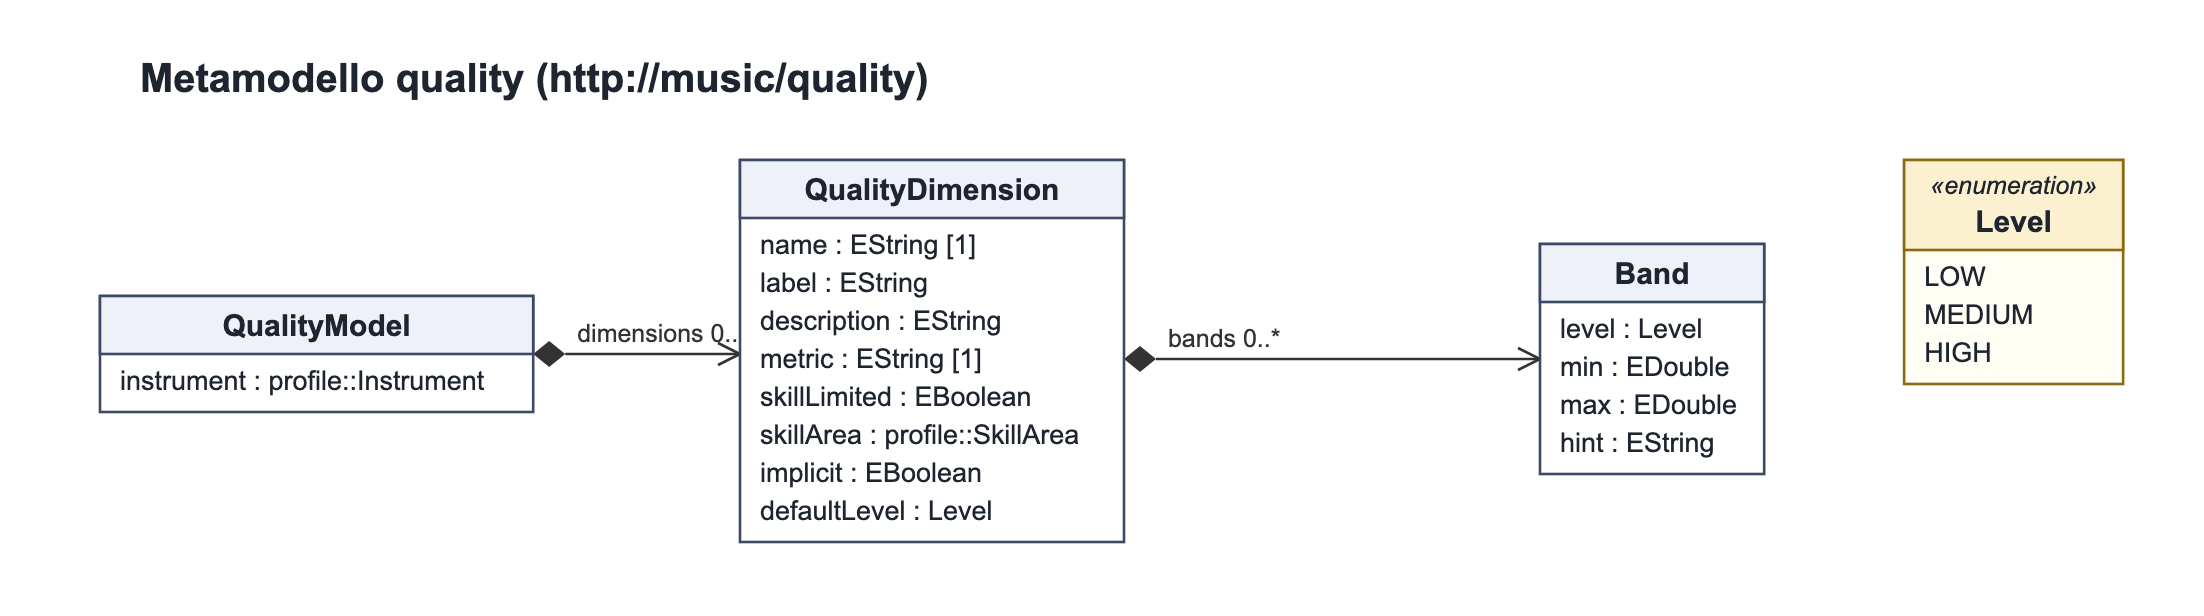 Metamodello quality (http://music/quality)
QualityModel
instrument : profile::Instrument
dimensions 0..
QualityDimension
name : EString [1]
label : EString
description : EString
metric : EString [1]
skillLimited : EBoolean
skillArea : profile::SkillArea
implicit : EBoolean
defaultLevel : Level
bands 0..*
Band
level : Level
min : EDouble
max : EDouble
hint : EString
«enumeration»
Level
LOW
MEDIUM
HIGH